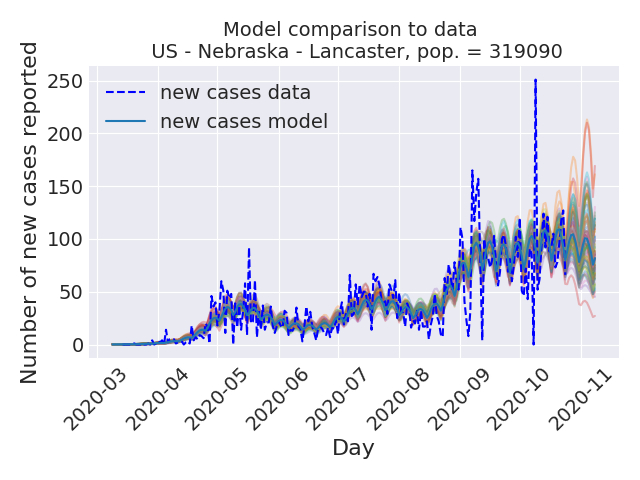 Model comparison to data
US - Nebraska - Lancaster, pop. = 319090
Number of new cases reported
250
200
150
100
50
0
new cases data
new cases model
2020-03
2020-04
2020-05
2020-06
2020-07
2020-08
2020-09
2020-10
2020-11
Day